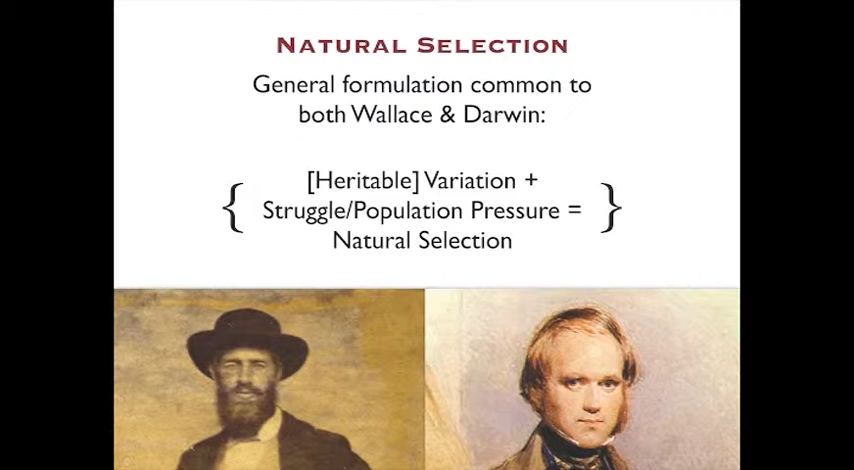 NATURAL SELECTION
General formulation common to
both Wallace & Darwin:
{ [Heritable] Variation +
Struggle/Population Pressure =
Natural Selection }